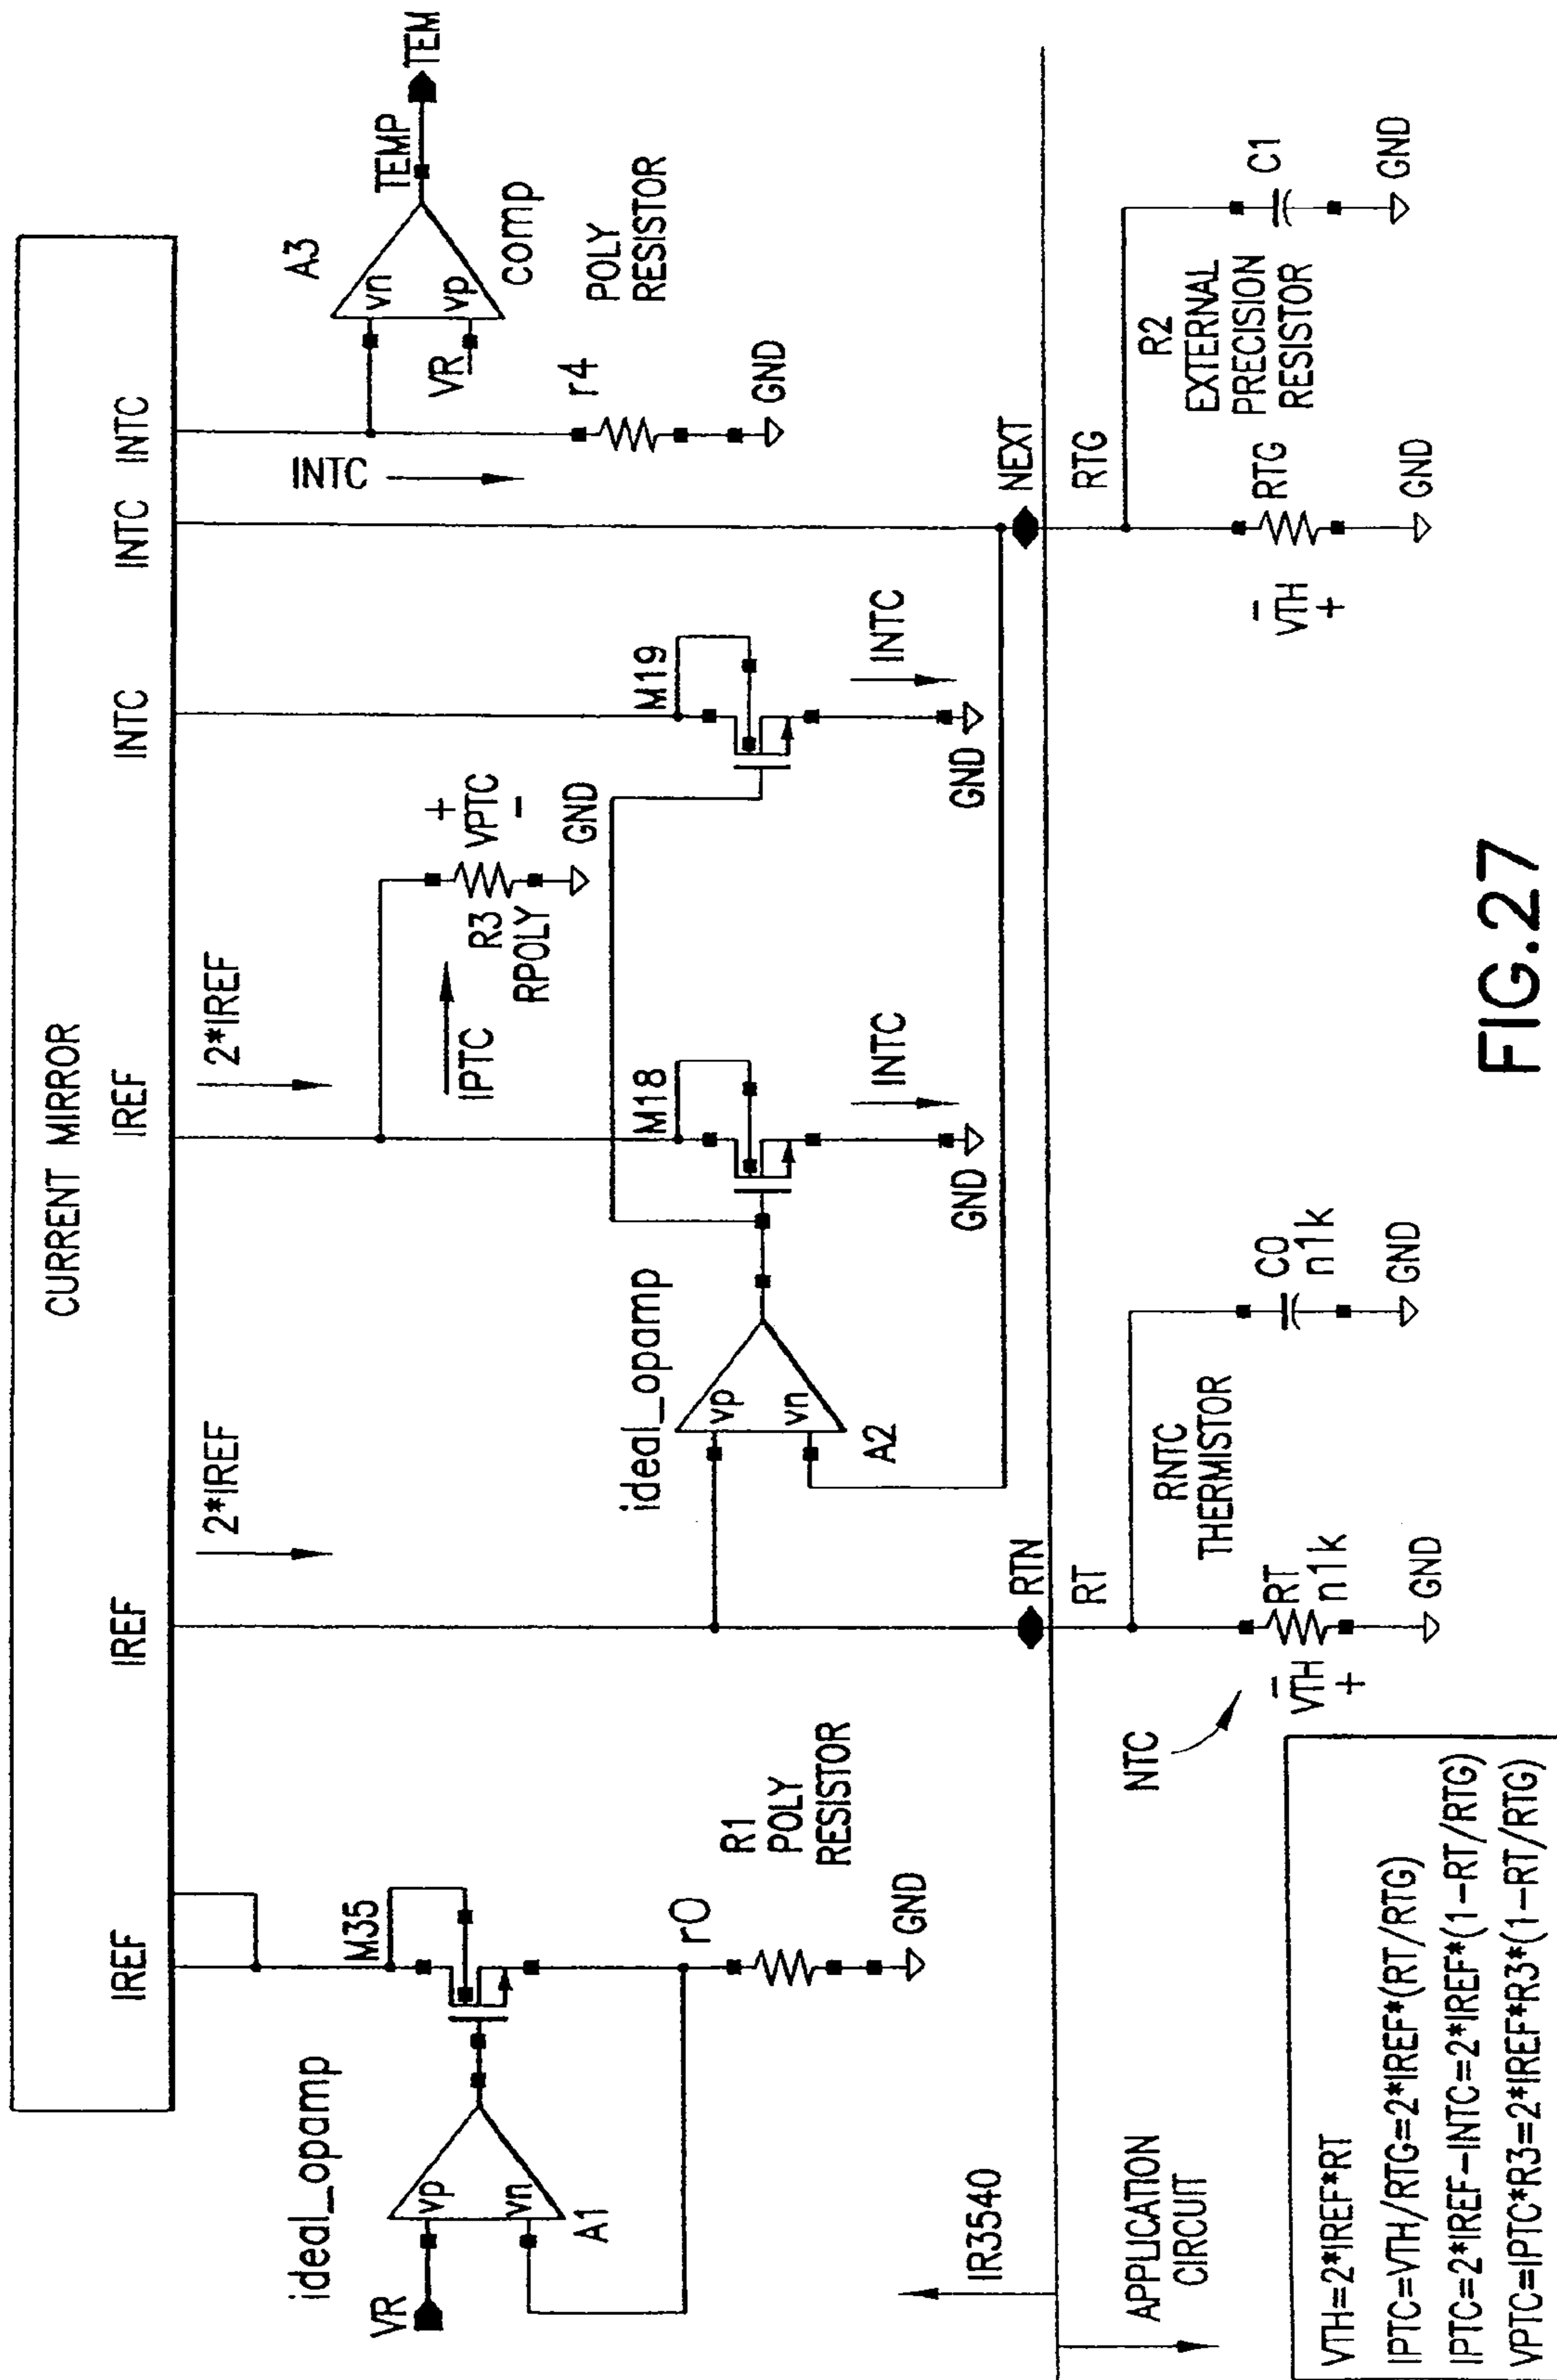 CURRENT MIRROR
IREF
IREF
IREF
INTC
INTC
INTC
2*IREF
2*IREF
ideal_opamp
VR
vp
vn
A1
M35
r0
R1
POLY
RESISTOR
GND
ideal_opamp
vp
vn
A2
M18
INTC
GND
IPTC
R3
RPOLY
+
VPTC
-
GND
M19
INTC
GND
INTC
r4
GND
POLY
RESISTOR
A3
vn
vp
VR
comp
TEMP
TEM
IR3540
APPLICATION
CIRCUIT
RTN
RT
NTC
-
VTH
+
RT
n1k
GND
RNTC
THERMISTOR
C0
n1k
GND
NEXT
RTG
-
VTH
+
RTG
GND
R2
EXTERNAL
PRECISION
RESISTOR
C1
GND
VTH=2*IREF*RT
IPTC=VTH/RTG=2*IREF*(RT/RTG)
IPTC=2*IREF-INTC=2*IREF*(1-RT/RTG)
VPTC=IPTC*R3=2*IREF*R3*(1-RT/RTG)
FIG.27